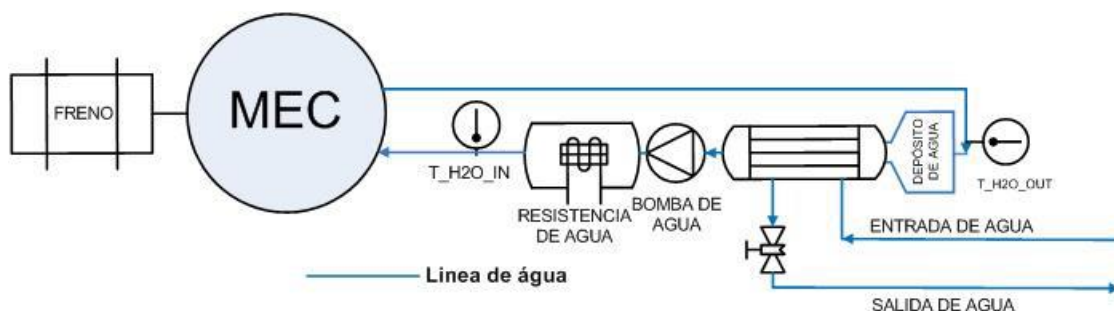 FRENO
MEC
T_H2O_IN
RESISTENCIA
DE AGUA
BOMBA DE
AGUA
DEPÓSITO
DE AGUA
T_H2O_OUT
ENTRADA DE AGUA
SALIDA DE AGUA
Linea de água